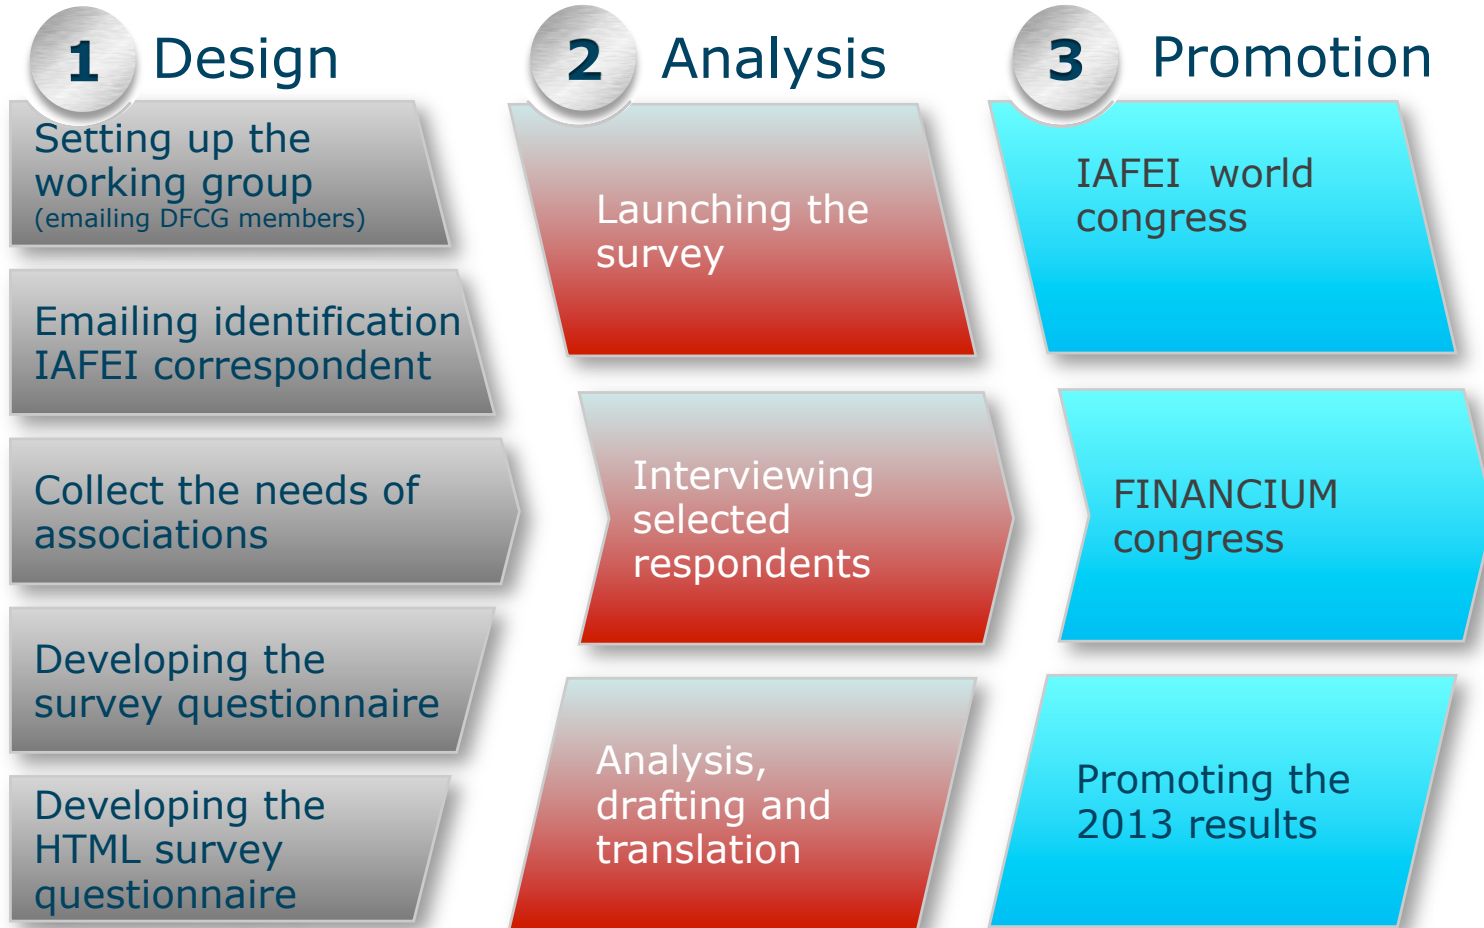 1 Design
Setting up the
working group
(emailing DFCG members)
Emailing identification
IAFEI correspondent
Collect the needs of
associations
Developing the
survey questionnaire
Developing the
HTML survey
questionnaire
2 Analysis
Launching the
survey
Interviewing
selected
respondents
Analysis,
drafting and
translation
3 Promotion
IAFEI world
congress
FINANCIUM
congress
Promoting the
2013 results